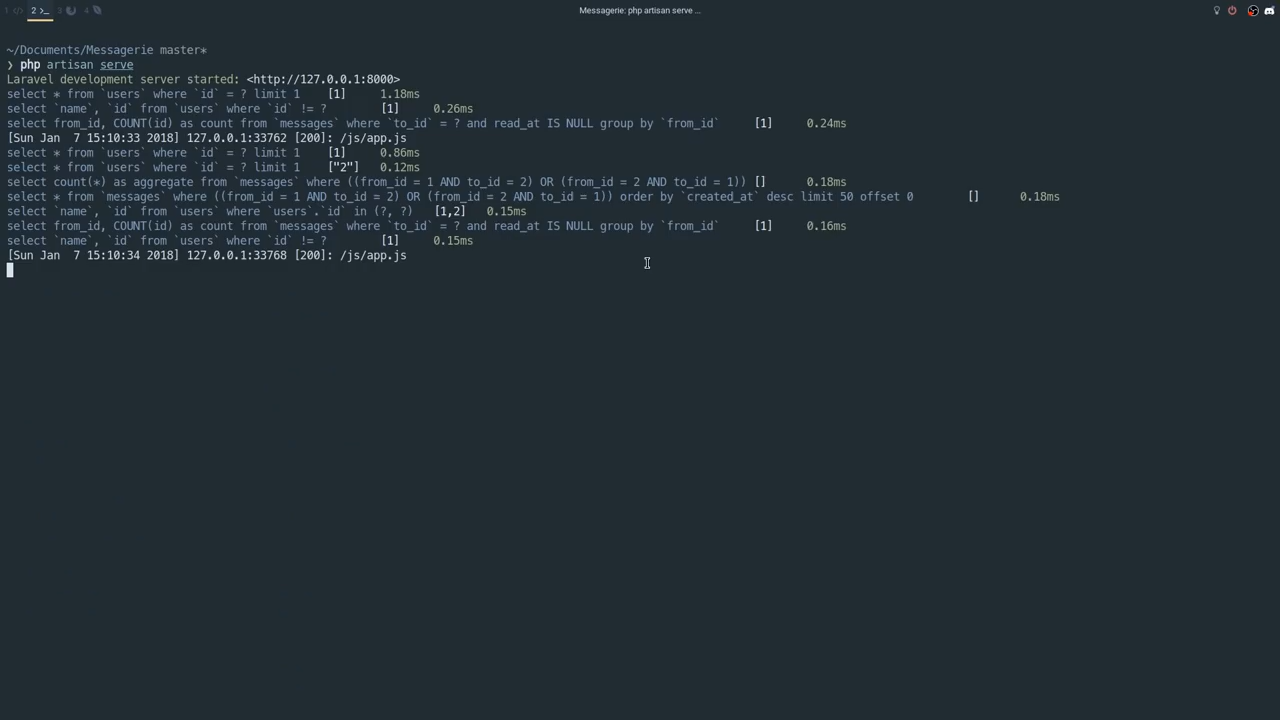 1 2 >_ 3 4 Messagerie: php artisan serve ...
~/Documents/Messagerie master*
❯ php artisan serve
Laravel development server started: <http://127.0.0.1:8000>
select * from `users` where `id` = ? limit 1 [1] 1.18ms
select `name`, `id` from `users` where `id` != ? [1] 0.26ms
select from_id, COUNT(id) as count from `messages` where `to_id` = ? and read_at IS NULL group by `from_id` [1] 0.24ms
[Sun Jan 7 15:10:33 2018] 127.0.0.1:33762 [200]: /js/app.js
select * from `users` where `id` = ? limit 1 [1] 0.86ms
select * from `users` where `id` = ? limit 1 ["2"] 0.12ms
select count(*) as aggregate from `messages` where ((from_id = 1 AND to_id = 2) OR (from_id = 2 AND to_id = 1)) [] 0.18ms
select * from `messages` where ((from_id = 1 AND to_id = 2) OR (from_id = 2 AND to_id = 1)) order by `created_at` desc limit 50 offset 0 [] 0.18ms
select `name`, `id` from `users` where `users`.`id` in (?, ?) [1,2] 0.15ms
select from_id, COUNT(id) as count from `messages` where `to_id` = ? and read_at IS NULL group by `from_id` [1] 0.16ms
select `name`, `id` from `users` where `id` != ? [1] 0.15ms
[Sun Jan 7 15:10:34 2018] 127.0.0.1:33768 [200]: /js/app.js